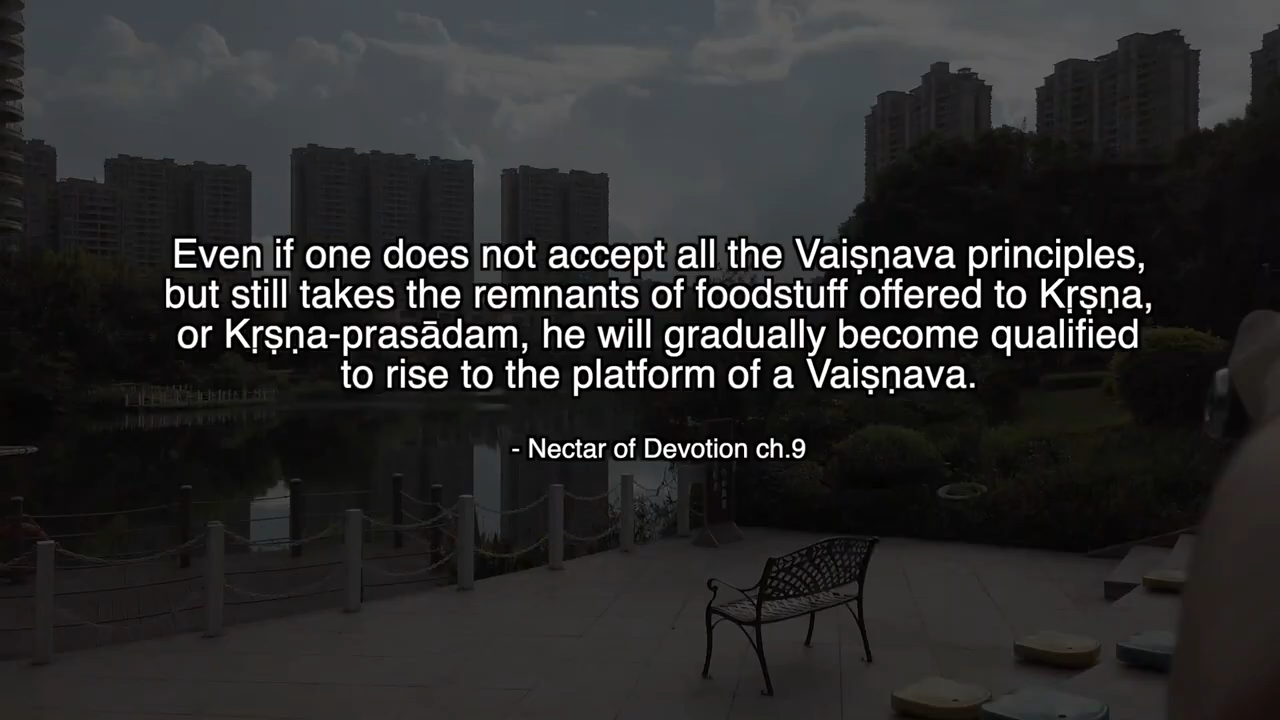 Even if one does not accept all the Vaiṣṇava principles,
but still takes the remnants of foodstuff offered to Kṛṣṇa,
or Kṛṣṇa-prasādam, he will gradually become qualified
to rise to the platform of a Vaiṣṇava.
- Nectar of Devotion ch.9